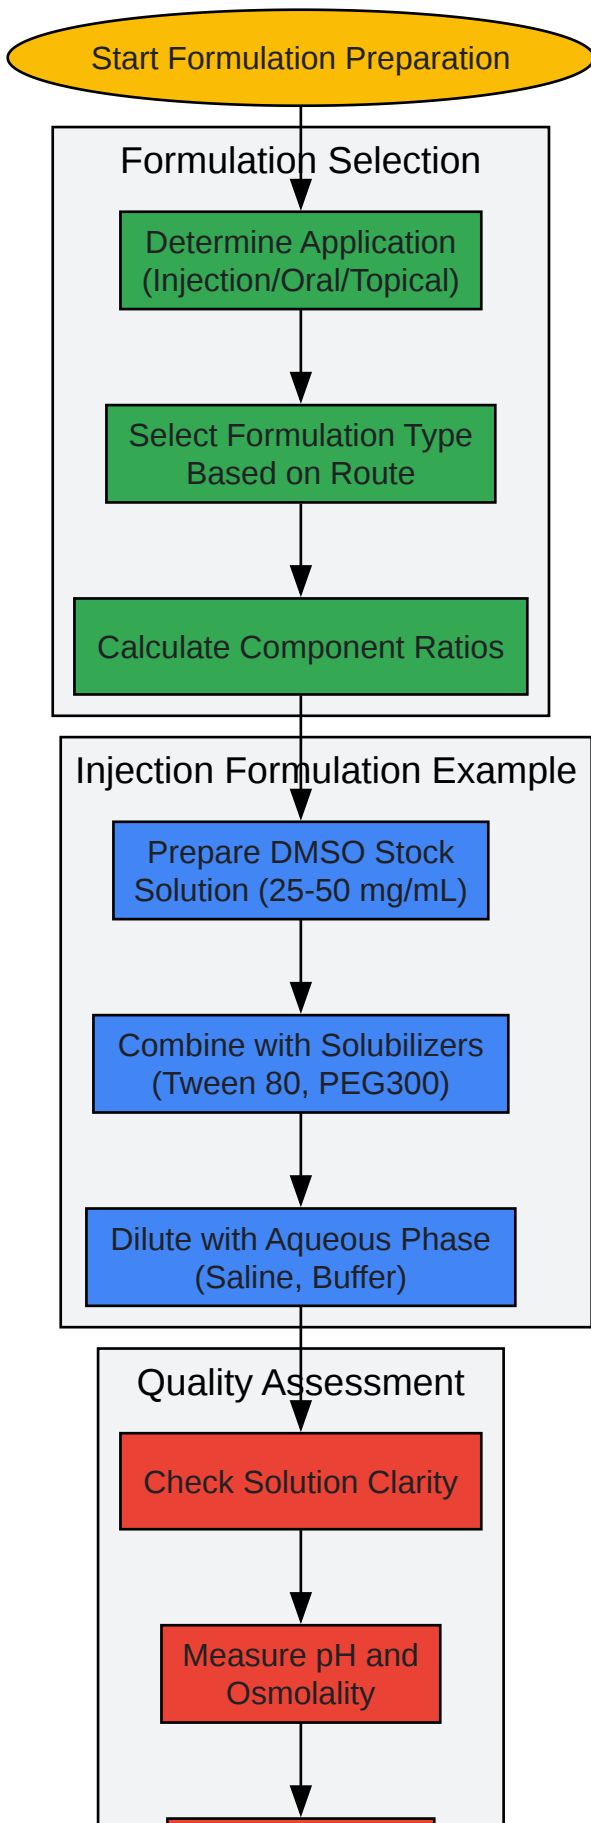 Start Formulation Preparation
Formulation Selection
Determine Application
(Injection/Oral/Topical)
Select Formulation Type
Based on Route
Calculate Component Ratios
Injection Formulation Example
Prepare DMSO Stock
Solution (25-50 mg/mL)
Combine with Solubilizers
(Tween 80, PEG300)
Dilute with Aqueous Phase
(Saline, Buffer)
Quality Assessment
Check Solution Clarity
Measure pH and
Osmolality